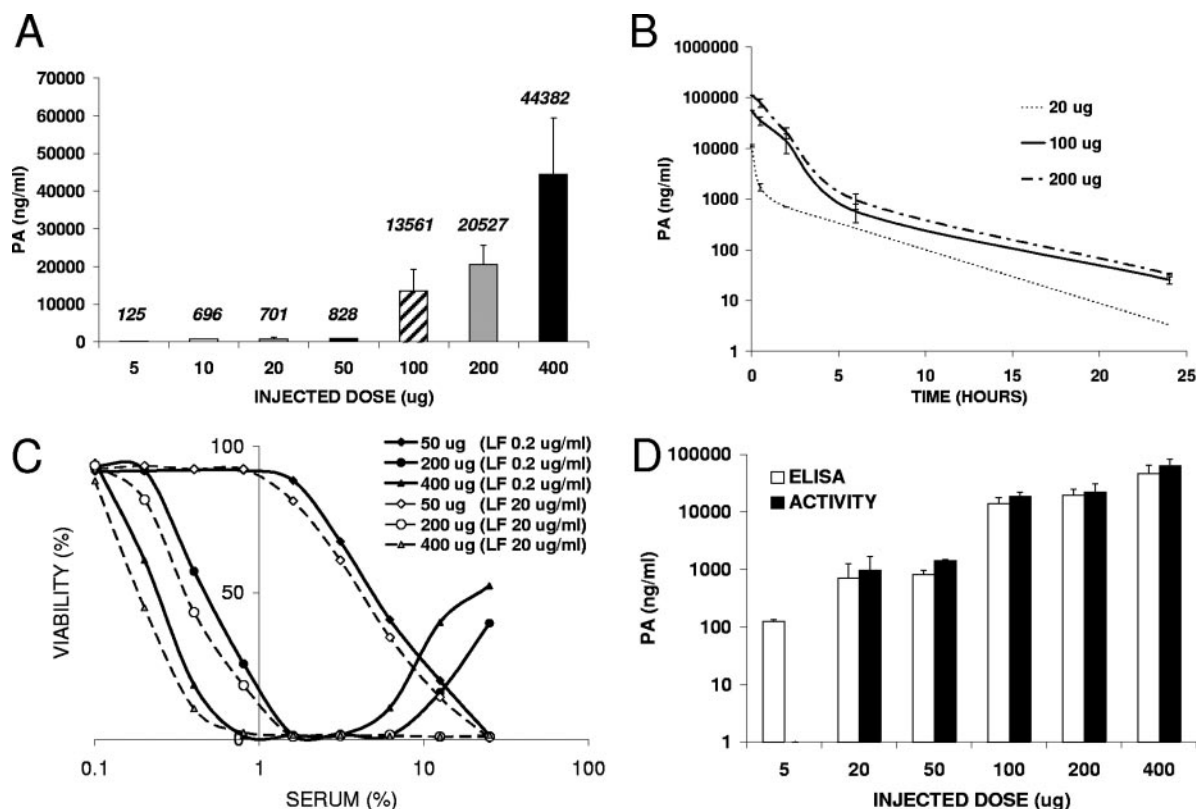 A
PA (ng/ml)
70000
60000
50000
40000
30000
20000
10000
0
125
696
701
828
13561
20527
44382
5 10 20 50 100 200 400
INJECTED DOSE (ug)
B
PA (ng/ml)
1000000
100000
10000
1000
100
10
1
20 ug
100 ug
200 ug
0 5 10 15 20 25
TIME (HOURS)
C
VIABILITY (%)
100
50
0
50 ug (LF 0.2 ug/ml)
200 ug (LF 0.2 ug/ml)
400 ug (LF 0.2 ug/ml)
50 ug (LF 20 ug/ml)
200 ug (LF 20 ug/ml)
400 ug (LF 20 ug/ml)
0.1 1 10 100
SERUM (%)
D
PA (ng/ml)
100000
10000
1000
100
10
1
ELISA
ACTIVITY
5 20 50 100 200 400
INJECTED DOSE (ug)